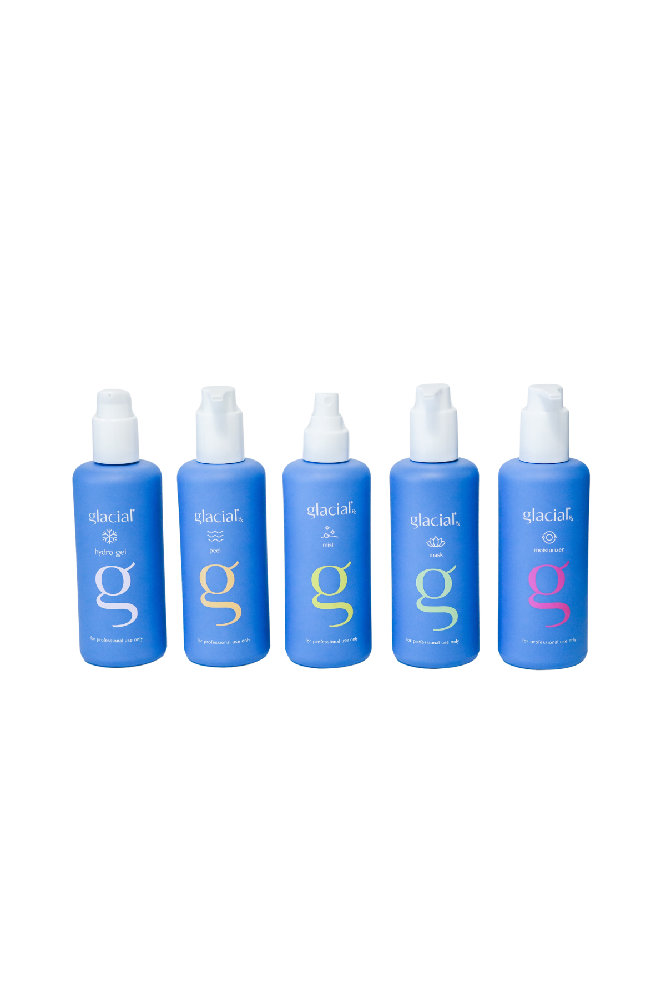 glacial
hydro gel
g
for professional use only
glacial Rx
peel
g
for professional use only
glacial Rx
mist
g
for professional use only
glacial Rx
mask
g
for professional use only
glacial Rx
moisturizer
g
for professional use only